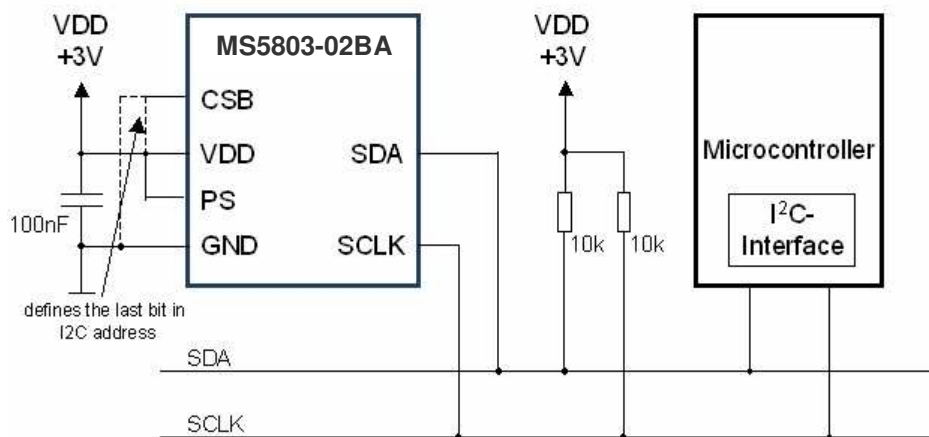 VDD
+3V
MS5803-02BA
CSB
VDD
PS
GND
SDA
SCLK
100nF
defines the last bit in
I2C address
VDD
+3V
10k
10k
Microcontroller
I²C-
Interface
SDA
SCLK